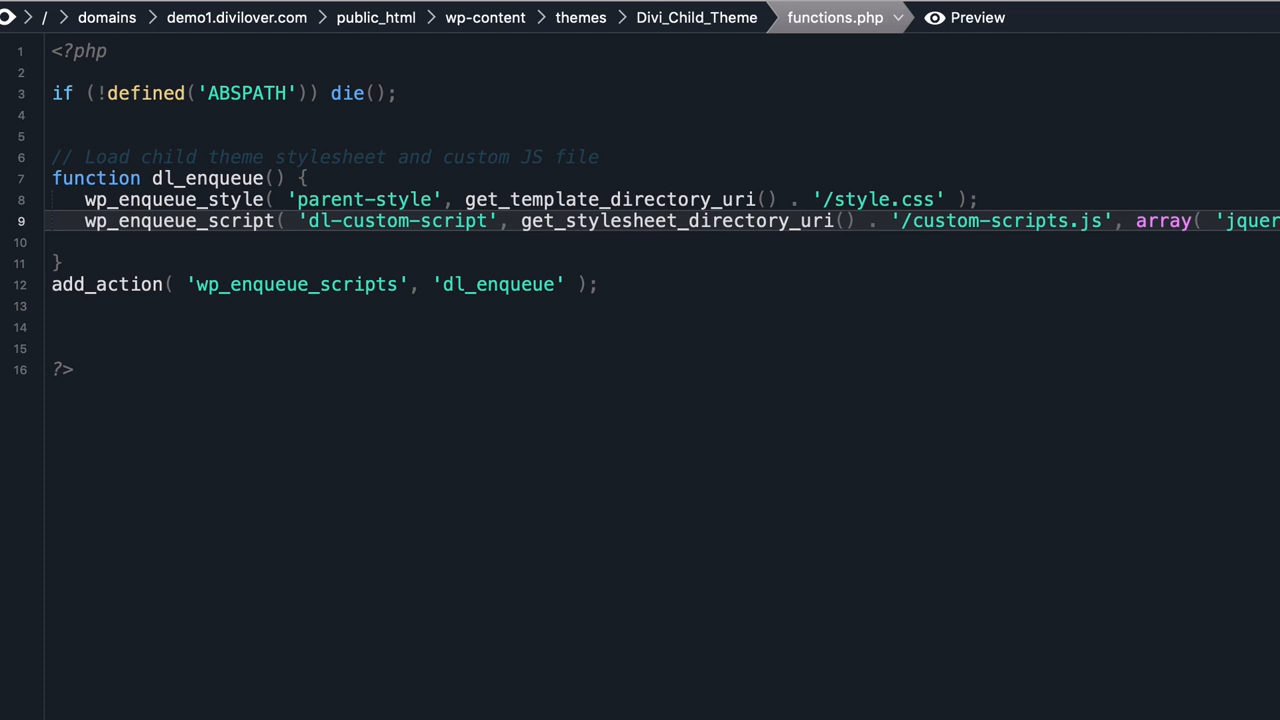 / domains demo1.divilover.com public_html wp-content themes Divi_Child_Theme functions.php Preview
1 <?php
2
3 if (!defined('ABSPATH')) die();
4
5
6 // Load child theme stylesheet and custom JS file
7 function dl_enqueue() {
8 wp_enqueue_style( 'parent-style', get_template_directory_uri() . '/style.css' );
9 wp_enqueue_script( 'dl-custom-script', get_stylesheet_directory_uri() . '/custom-scripts.js', array( 'jquer
10
11 }
12 add_action( 'wp_enqueue_scripts', 'dl_enqueue' );
13
14
15
16 ?>